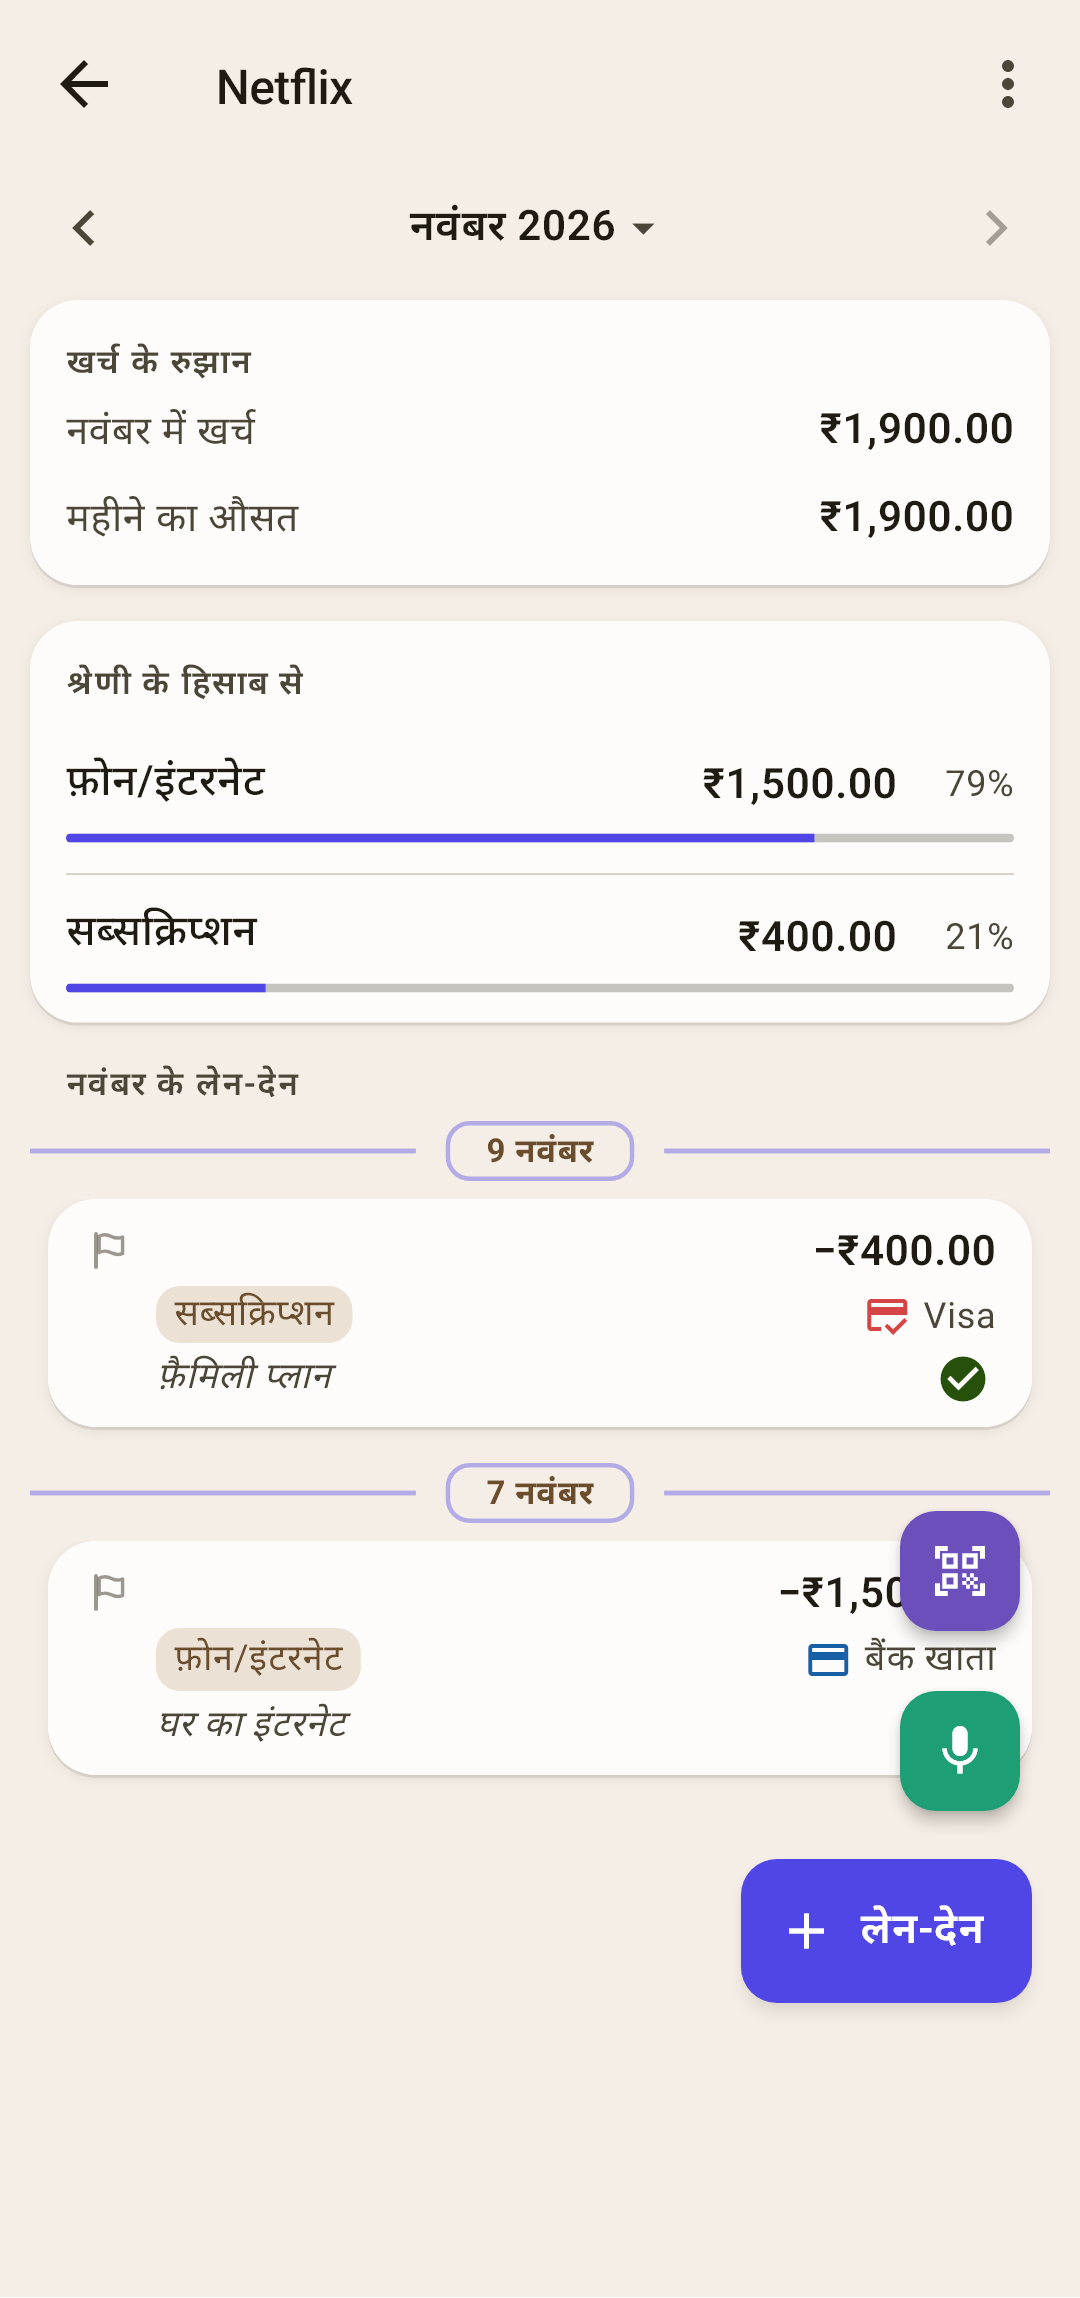 Netflix
नवंबर 2026
खर्च के रुझान
नवंबर में खर्च ₹1,900.00
महीने का औसत ₹1,900.00
श्रेणी के हिसाब से
फ़ोन/इंटरनेट ₹1,500.00 79%
सब्सक्रिप्शन ₹400.00 21%
नवंबर के लेन-देन
9 नवंबर
−₹400.00
सब्सक्रिप्शन Visa
फ़ैमिली प्लान
7 नवंबर
−₹1,50
फ़ोन/इंटरनेट बैंक खाता
घर का इंटरनेट
लेन-देन